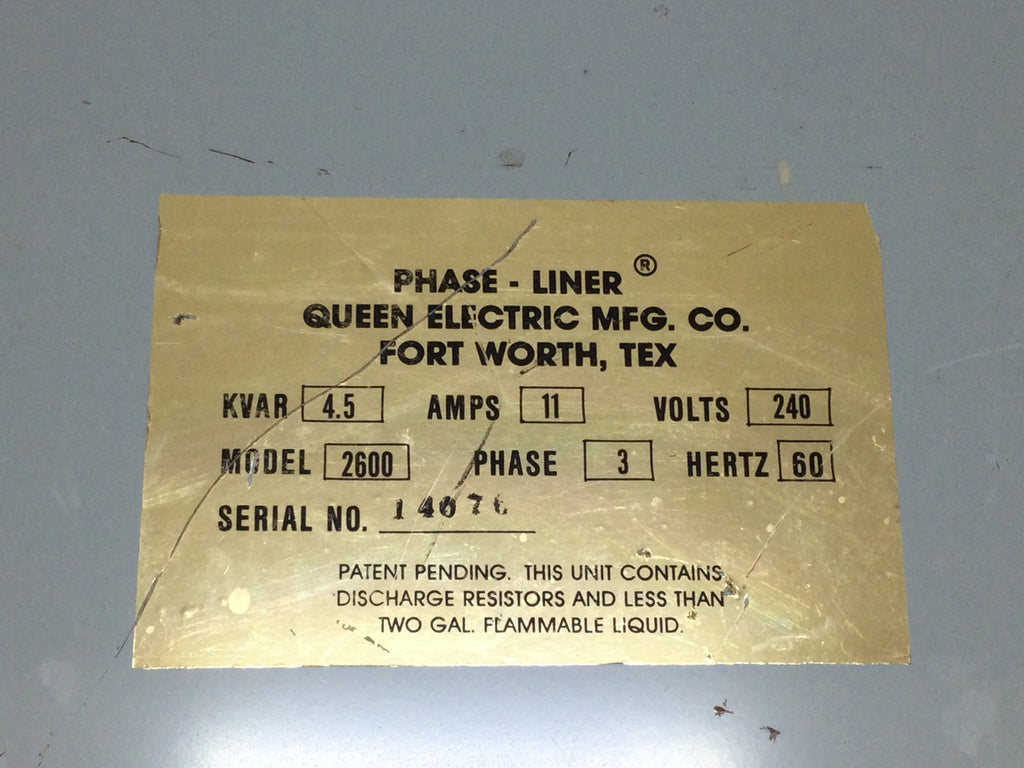 PHASE - LINER ®
QUEEN ELECTRIC MFG. CO.
FORT WORTH, TEX
KVAR 4.5 AMPS 11 VOLTS 240
MODEL 2600 PHASE 3 HERTZ 60
SERIAL NO.
PATENT PENDING. THIS UNIT CONTAINS
DISCHARGE RESISTORS AND LESS THAN
TWO GAL. FLAMMABLE LIQUID.